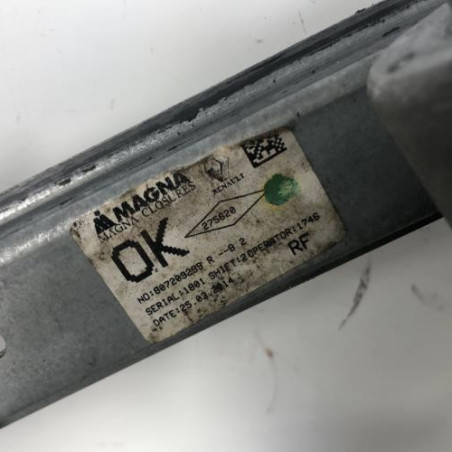 MAGNA
MAGNA CLOSURES
RENAULT
OK
275620
NO:807209289 R --B 2
SERIAL:1801 SHIFT:2 OPERATOR:1746
DATE:25.03.2014
RF